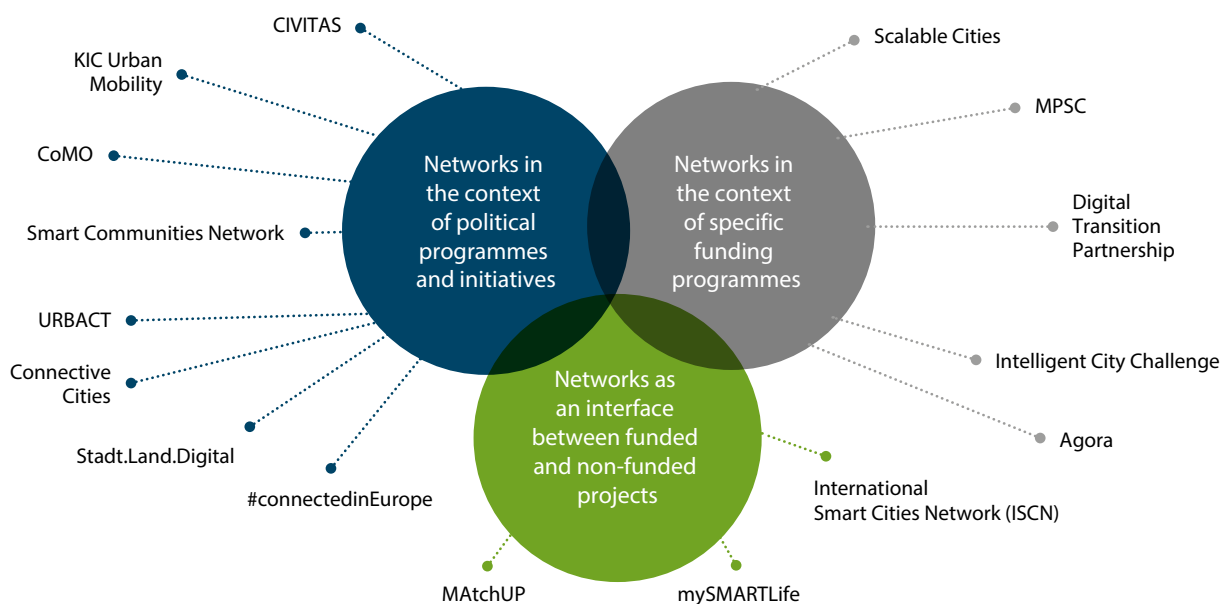 CIVITAS
KIC Urban
Mobility
CoMO
Smart Communities Network
URBACT
Connective
Cities
Stadt.Land.Digital
#connectedinEurope
Networks in
the context
of political
programmes
and initiatives
Networks in
the context
of specific
funding
programmes
Networks as
an interface
between funded
and non-funded
projects
Scalable Cities
MPSC
Digital
Transition
Partnership
Intelligent City Challenge
Agora
International
Smart Cities Network (ISCN)
MAtchUP
mySMARTLife